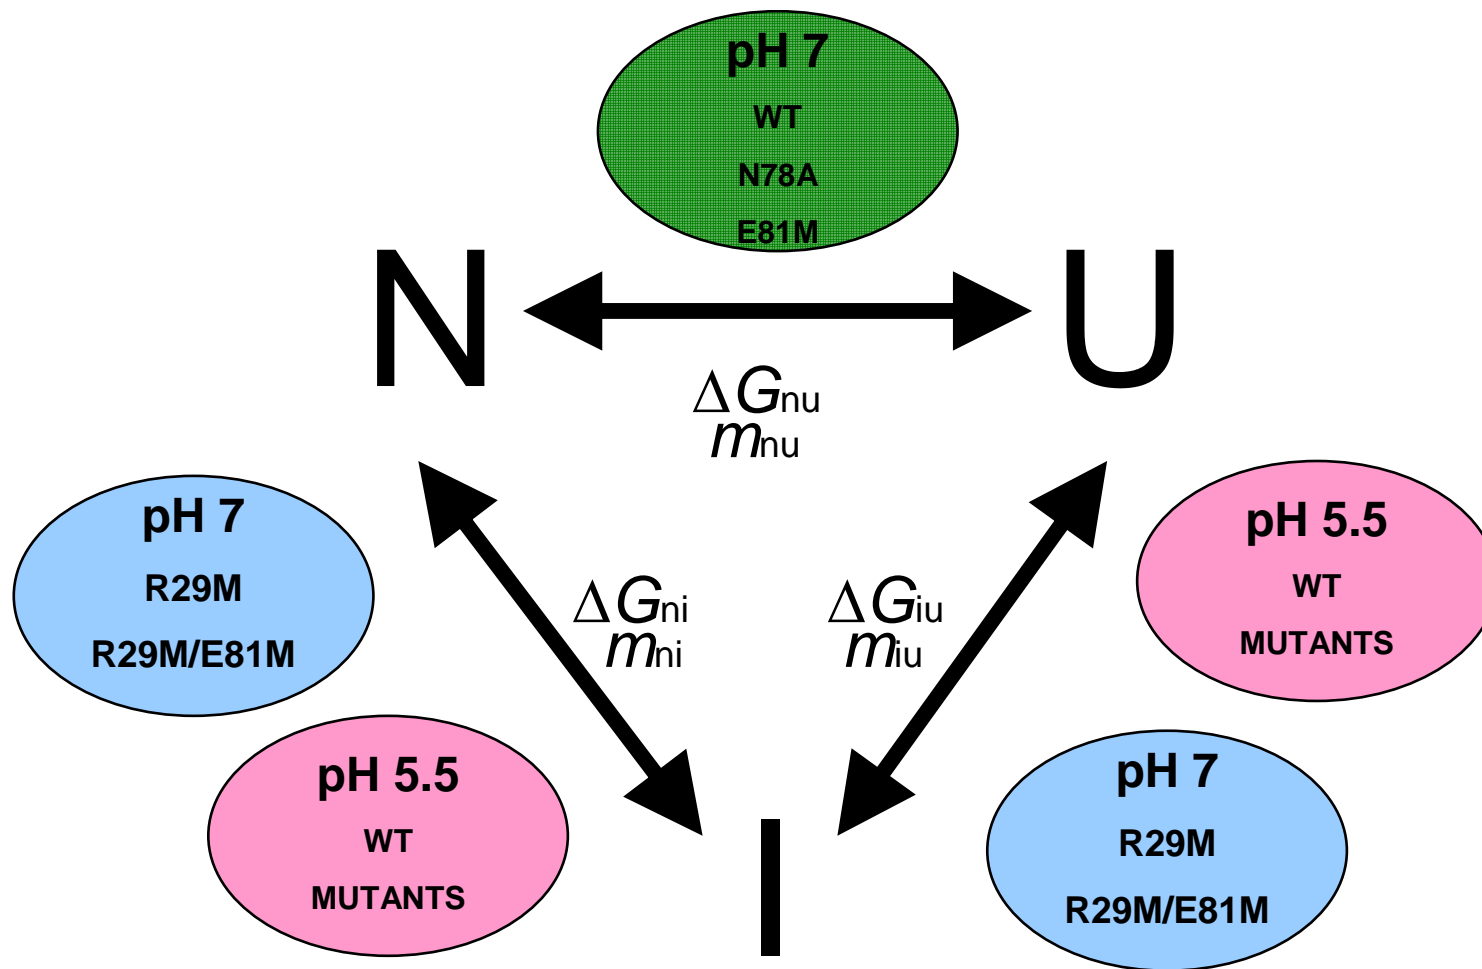 pH 7
WT
N78A
E81M
N
U
ΔGnu
mnu
pH 7
R29M
R29M/E81M
ΔGni
mni
ΔGiu
miu
pH 5.5
WT
MUTANTS
pH 5.5
WT
MUTANTS
I
pH 7
R29M
R29M/E81M